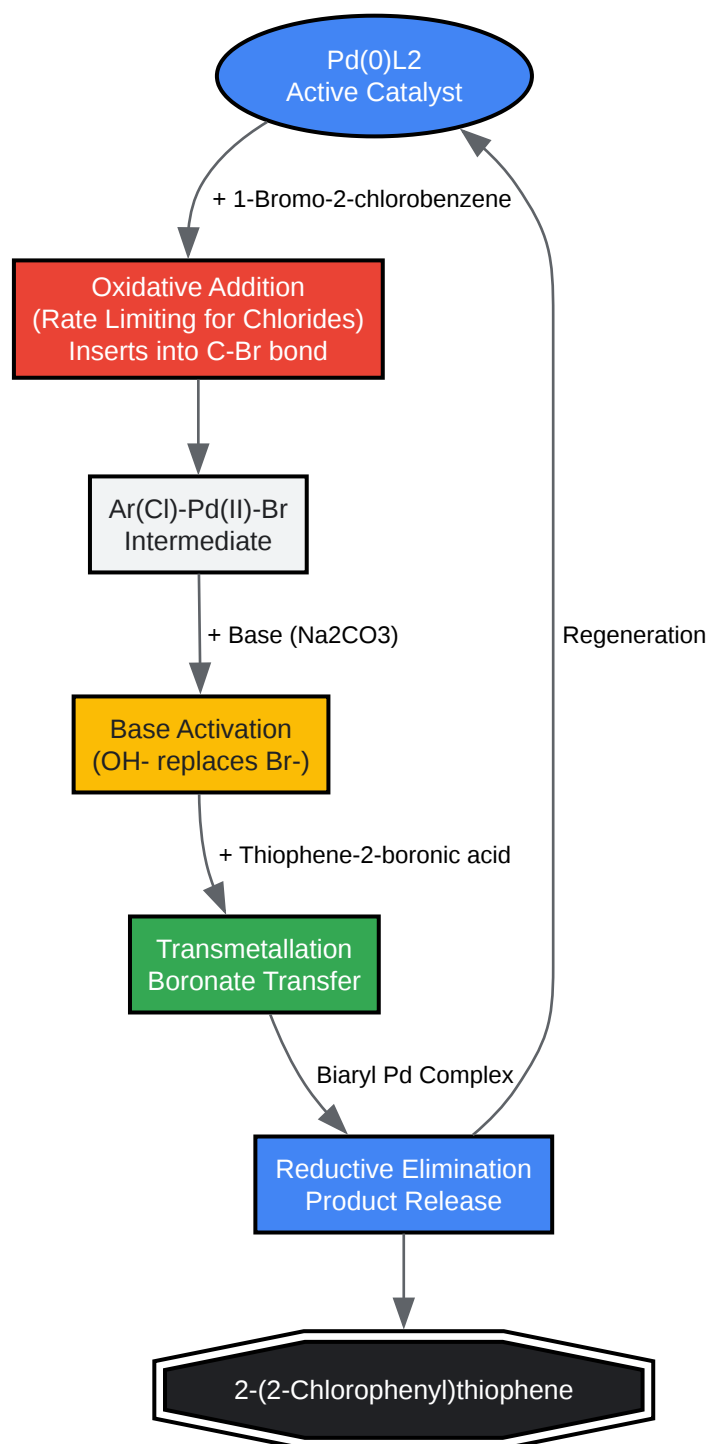 Pd(0)L2
Active Catalyst
+ 1-Bromo-2-chlorobenzene
Oxidative Addition
(Rate Limiting for Chlorides)
Inserts into C-Br bond
Ar(Cl)-Pd(II)-Br
Intermediate
+ Base (Na2CO3)
Regeneration
Base Activation
(OH- replaces Br-)
+ Thiophene-2-boronic acid
Transmetallation
Boronate Transfer
Biaryl Pd Complex
Reductive Elimination
Product Release
2-(2-Chlorophenyl)thiophene